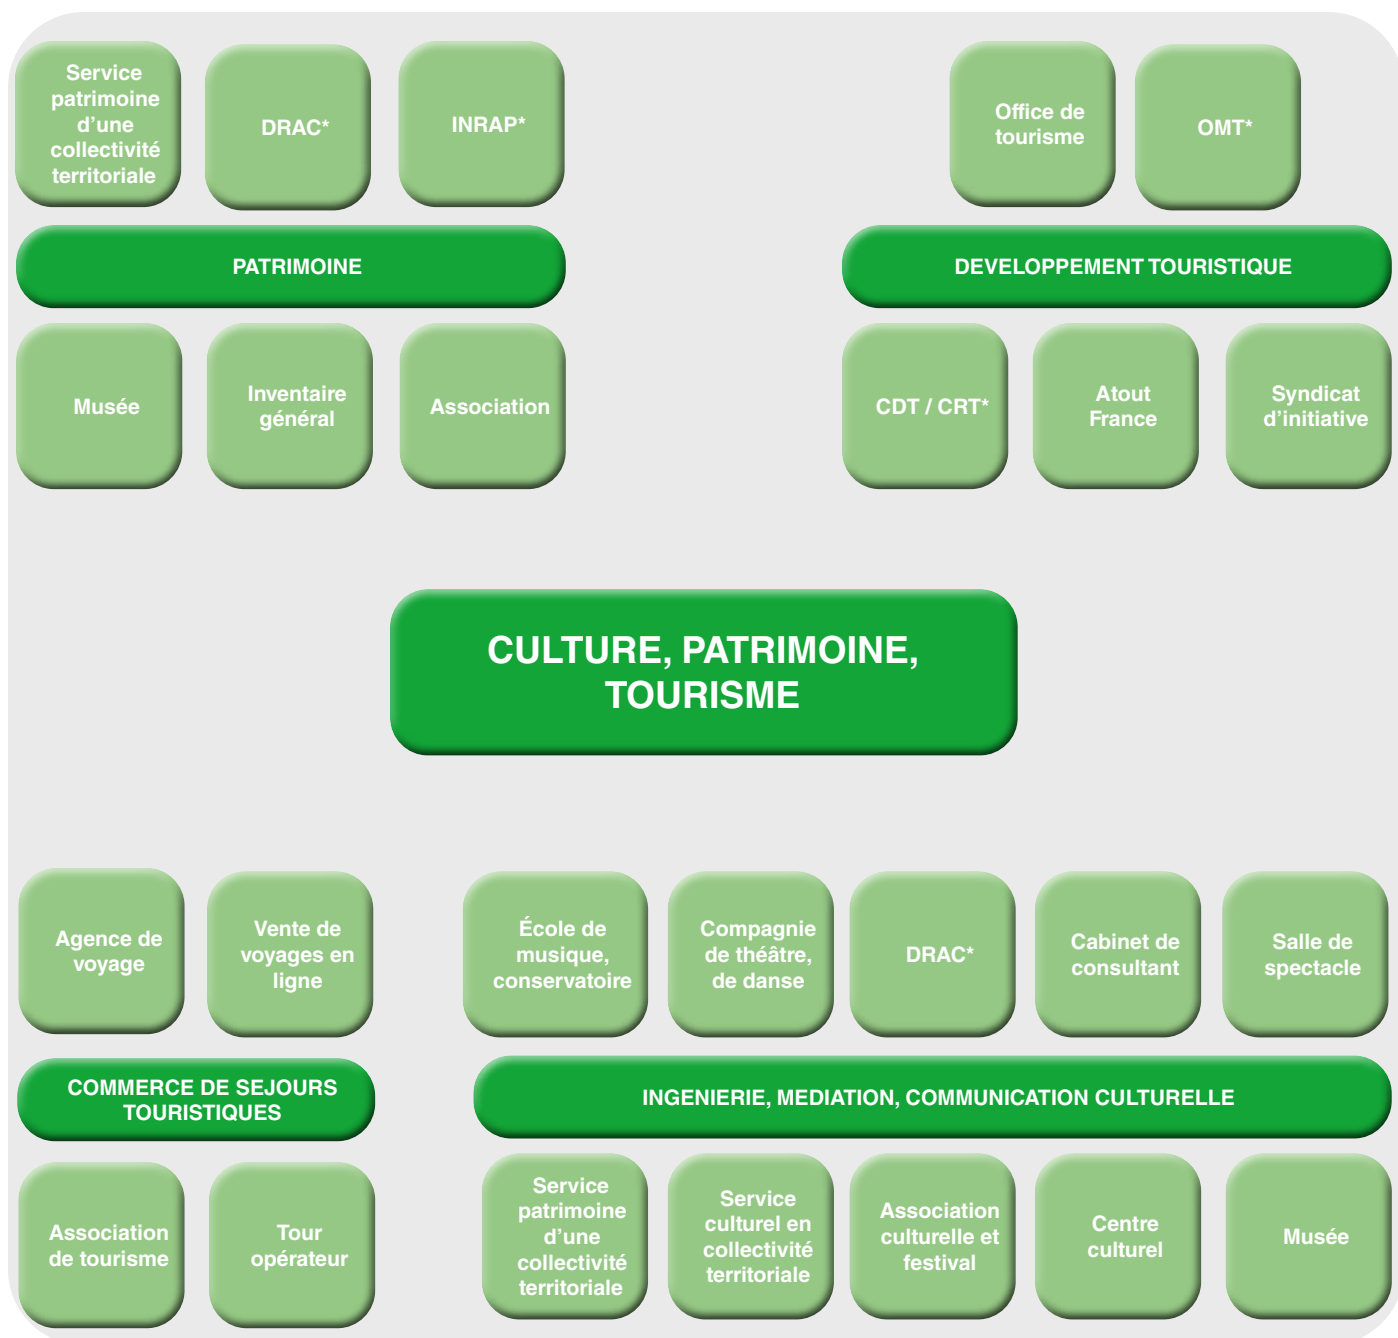 Service
patrimoine
d’une
collectivité
territoriale
DRAC*
INRAP*
PATRIMOINE
Musée
Inventaire
général
Association
Office de
tourisme
OMT*
DEVELOPPEMENT TOURISTIQUE
CDT / CRT*
Atout
France
Syndicat
d’initiative
CULTURE, PATRIMOINE,
TOURISME
Agence de
voyage
Vente de
voyages en
ligne
COMMERCE DE SEJOURS
TOURISTIQUES
Association
de tourisme
Tour
opérateur
École de
musique,
conservatoire
Compagnie
de théâtre,
de danse
DRAC*
Cabinet de
consultant
Salle de
spectacle
INGENIERIE, MEDIATION, COMMUNICATION CULTURELLE
Service
patrimoine
d’une
collectivité
territoriale
Service
culturel en
collectivité
territoriale
Association
culturelle et
festival
Centre
culturel
Musée